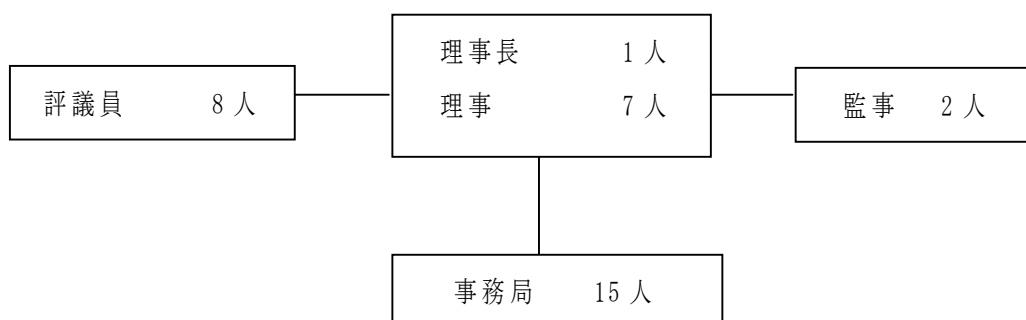 理事長 1人
評議員 8人
理事 7人
監事 2人
事務局 15人